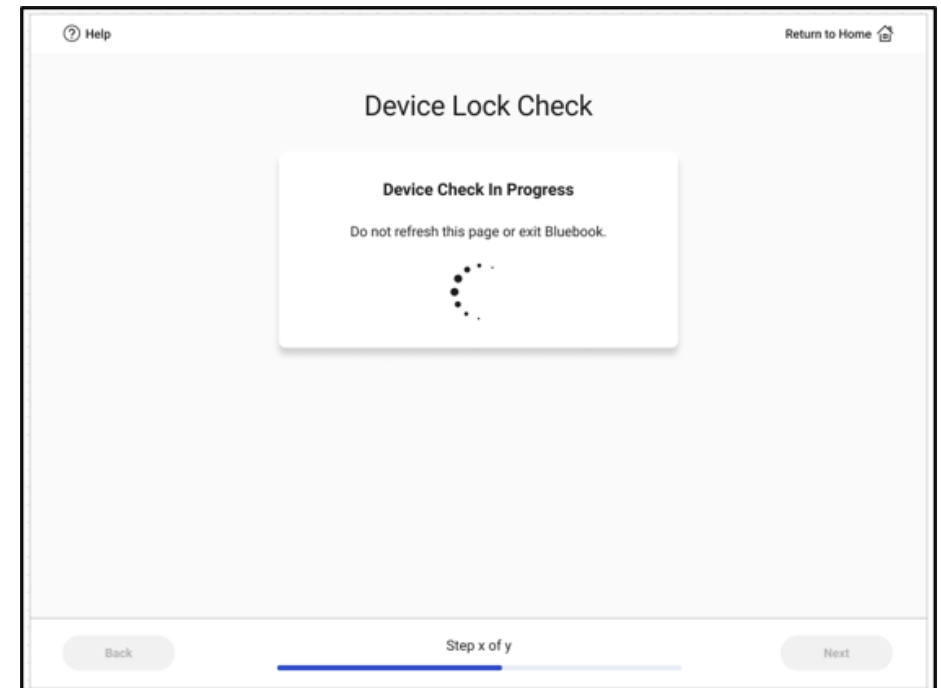 Help
Return to Home
Device Lock Check
Device Check In Progress
Do not refresh this page or exit Bluebook.
Back
Step x of y
Next